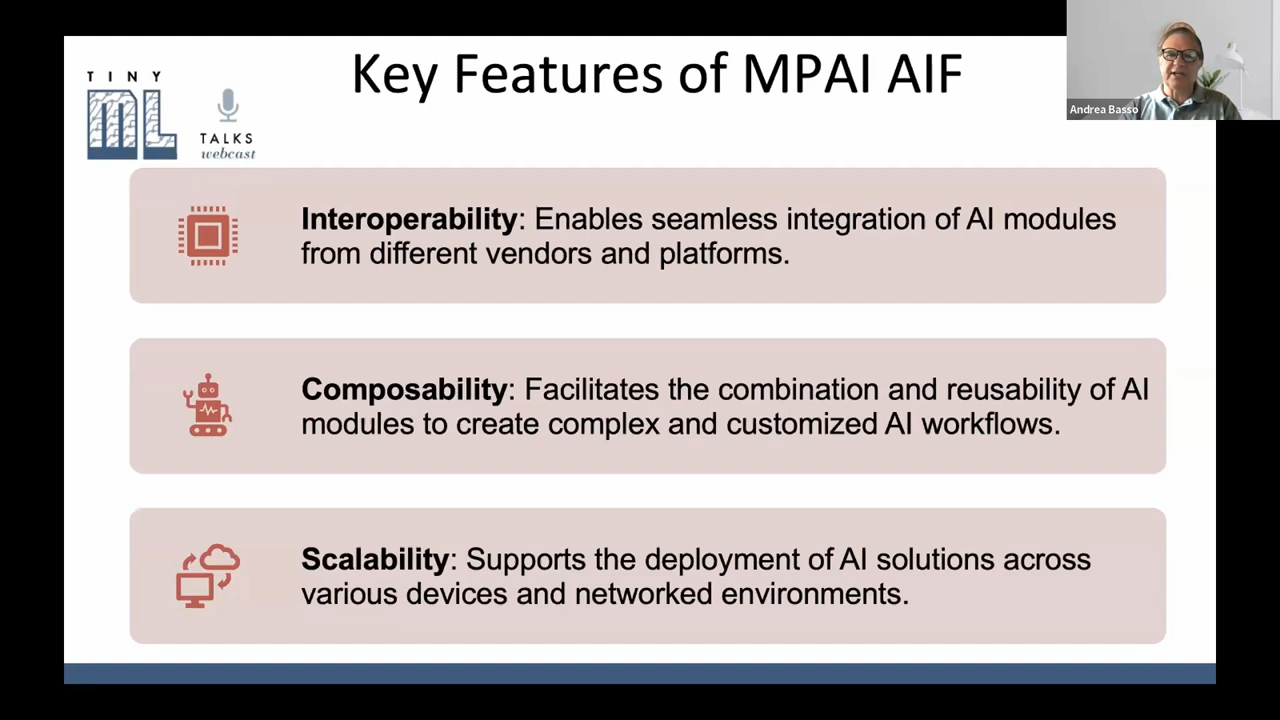 TINY
ML
TALKS
webcast
Key Features of MPAI AIF
Andrea Basso
Interoperability: Enables seamless integration of AI modules
from different vendors and platforms.
Composability: Facilitates the combination and reusability of AI
modules to create complex and customized AI workflows.
Scalability: Supports the deployment of AI solutions across
various devices and networked environments.